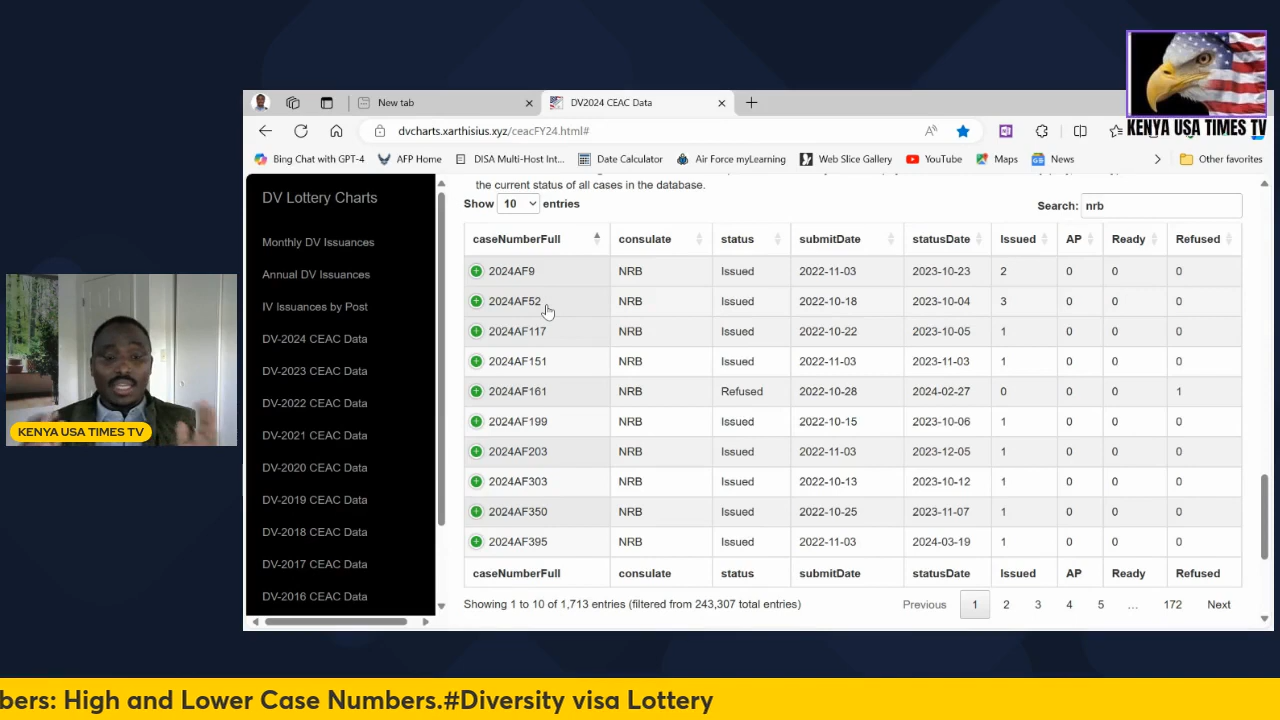 KENYA USA TIMES TV
New tab
DV2024 CEAC Data
dvcharts.xarthisius.xyz/ceacFY24.html#
Bing Chat with GPT-4 AFP Home DISA Multi-Host Int... Date Calculator Air Force myLearning Web Slice Gallery YouTube Maps News Other favorites
DV Lottery Charts
Monthly DV Issuances
Annual DV Issuances
IV Issuances by Post
DV-2024 CEAC Data
DV-2023 CEAC Data
DV-2022 CEAC Data
DV-2021 CEAC Data
DV-2020 CEAC Data
DV-2019 CEAC Data
DV-2018 CEAC Data
DV-2017 CEAC Data
DV-2016 CEAC Data
the current status of all cases in the database.
Show 10 entries Search: nrb
caseNumberFull consulate status submitDate statusDate Issued AP Ready Refused
2024AF9 NRB Issued 2022-11-03 2023-10-23 2 0 0 0
2024AF52 NRB Issued 2022-10-18 2023-10-04 3 0 0 0
2024AF117 NRB Issued 2022-10-22 2023-10-05 1 0 0 0
2024AF151 NRB Issued 2022-11-03 2023-11-03 1 0 0 0
2024AF161 NRB Refused 2022-10-28 2024-02-27 0 0 0 1
2024AF199 NRB Issued 2022-10-15 2023-10-06 1 0 0 0
2024AF203 NRB Issued 2022-11-03 2023-12-05 1 0 0 0
2024AF303 NRB Issued 2022-10-13 2023-10-12 1 0 0 0
2024AF350 NRB Issued 2022-10-25 2023-11-07 1 0 0 0
2024AF395 NRB Issued 2022-11-03 2024-03-19 1 0 0 0
caseNumberFull consulate status submitDate statusDate Issued AP Ready Refused
Showing 1 to 10 of 1,713 entries (filtered from 243,307 total entries) Previous 1 2 3 4 5 ... 172 Next
KENYA USA TIMES TV
bers: High and Lower Case Numbers.#Diversity visa Lottery